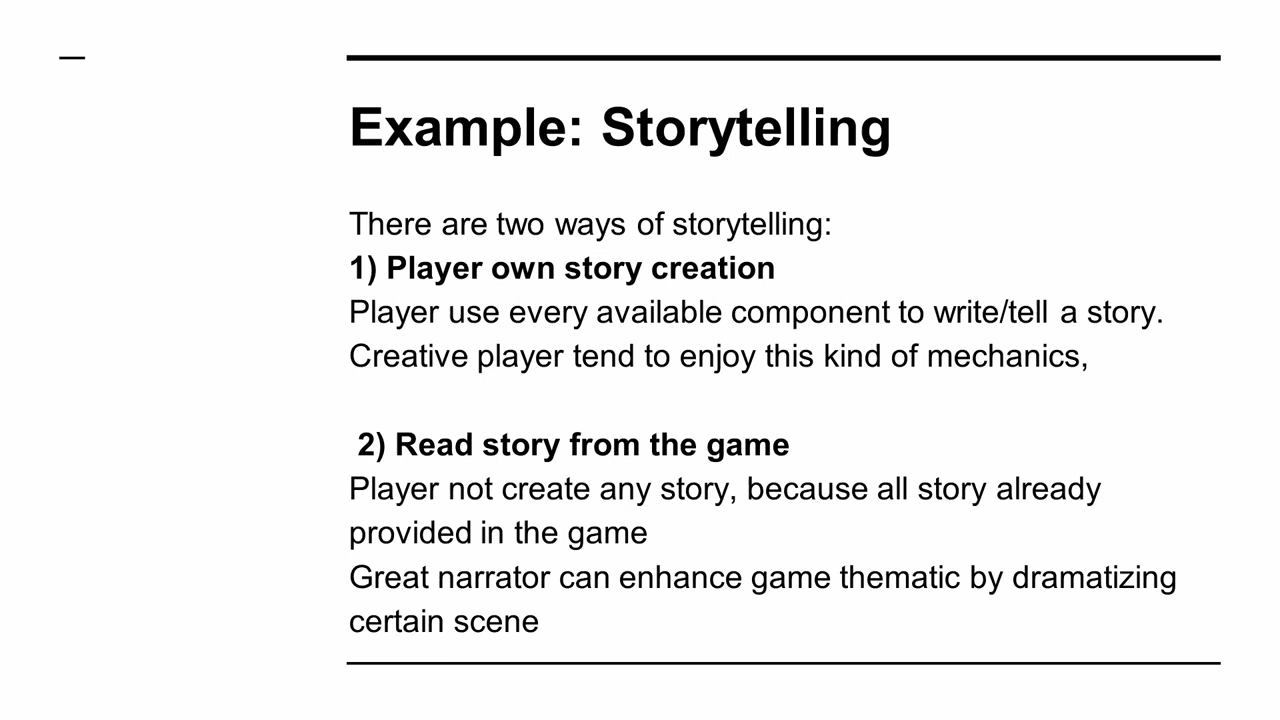 Example: Storytelling
There are two ways of storytelling:
1) Player own story creation
Player use every available component to write/tell a story.
Creative player tend to enjoy this kind of mechanics,
2) Read story from the game
Player not create any story, because all story already
provided in the game
Great narrator can enhance game thematic by dramatizing
certain scene